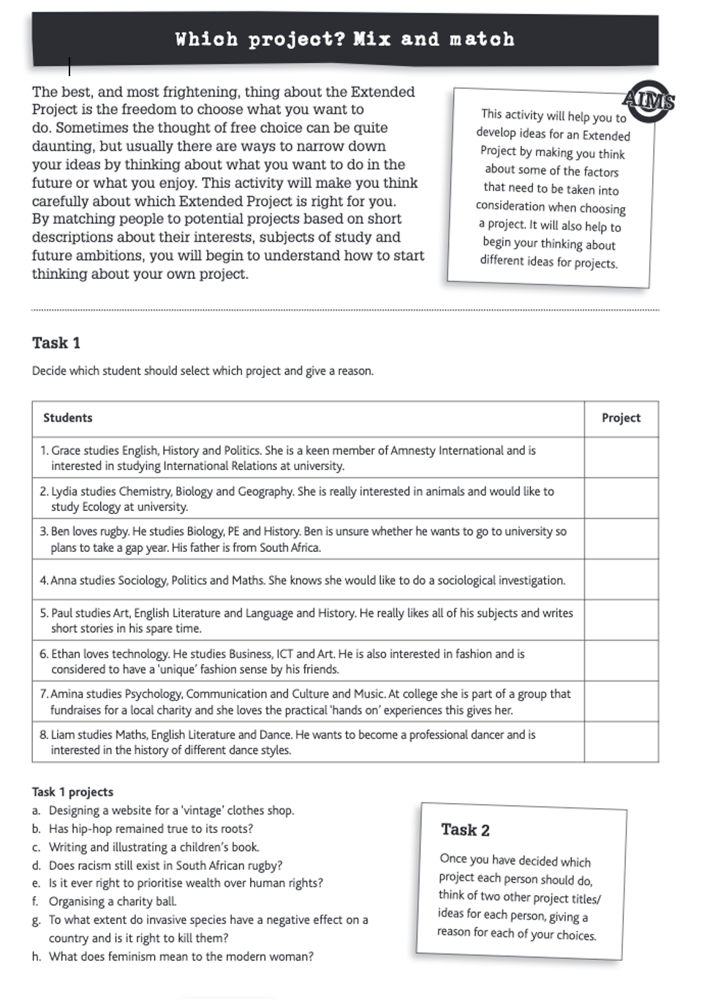 Which project? Mix and match
The best, and most frightening, thing about the Extended
Project is the freedom to choose what you want to
do. Sometimes the thought of free choice can be quite
daunting, but usually there are ways to narrow down
your ideas by thinking about what you want to do in the
future or what you enjoy. This activity will make you think
carefully about which Extended Project is right for you.
By matching people to potential projects based on short
descriptions about their interests, subjects of study and
future ambitions, you will begin to understand how to start
thinking about your own project.
AIMS
This activity will help you to
develop ideas for an Extended
Project by making you think
about some of the factors
that need to be taken into
consideration when choosing
a project. It will also help to
begin your thinking about
different ideas for projects.
Task 1
Decide which student should select which project and give a reason.
Students
Project
1. Grace studies English, History and Politics. She is a keen member of Amnesty International and is
interested in studying International Relations at university.
2. Lydia studies Chemistry, Biology and Geography. She is really interested in animals and would like to
study Ecology at university.
3. Ben loves rugby. He studies Biology, PE and History. Ben is unsure whether he wants to go to university so
plans to take a gap year. His father is from South Africa.
4. Anna studies Sociology, Politics and Maths. She knows she would like to do a sociological investigation.
5. Paul studies Art, English Literature and Language and History. He really likes all of his subjects and writes
short stories in his spare time.
6. Ethan loves technology. He studies Business, ICT and Art. He is also interested in fashion and is
considered to have a 'unique' fashion sense by his friends.
7. Amina studies Psychology, Communication and Culture and Music. At college she is part of a group that
fundraises for a local charity and she loves the practical 'hands on' experiences this gives her.
8. Liam studies Maths, English Literature and Dance. He wants to become a professional dancer and is
interested in the history of different dance styles.
Task 1 projects
a. Designing a website for a 'vintage' clothes shop.
b. Has hip-hop remained true to its roots?
c. Writing and illustrating a children's book.
d. Does racism still exist in South African rugby?
e. Is it ever right to prioritise wealth over human rights?
f. Organising a charity ball.
g. To what extent do invasive species have a negative effect on a
country and is it right to kill them?
h. What does feminism mean to the modern woman?
Task 2
Once you have decided which
project each person should do,
think of two other project titles/
ideas for each person, giving a
reason for each of your choices.